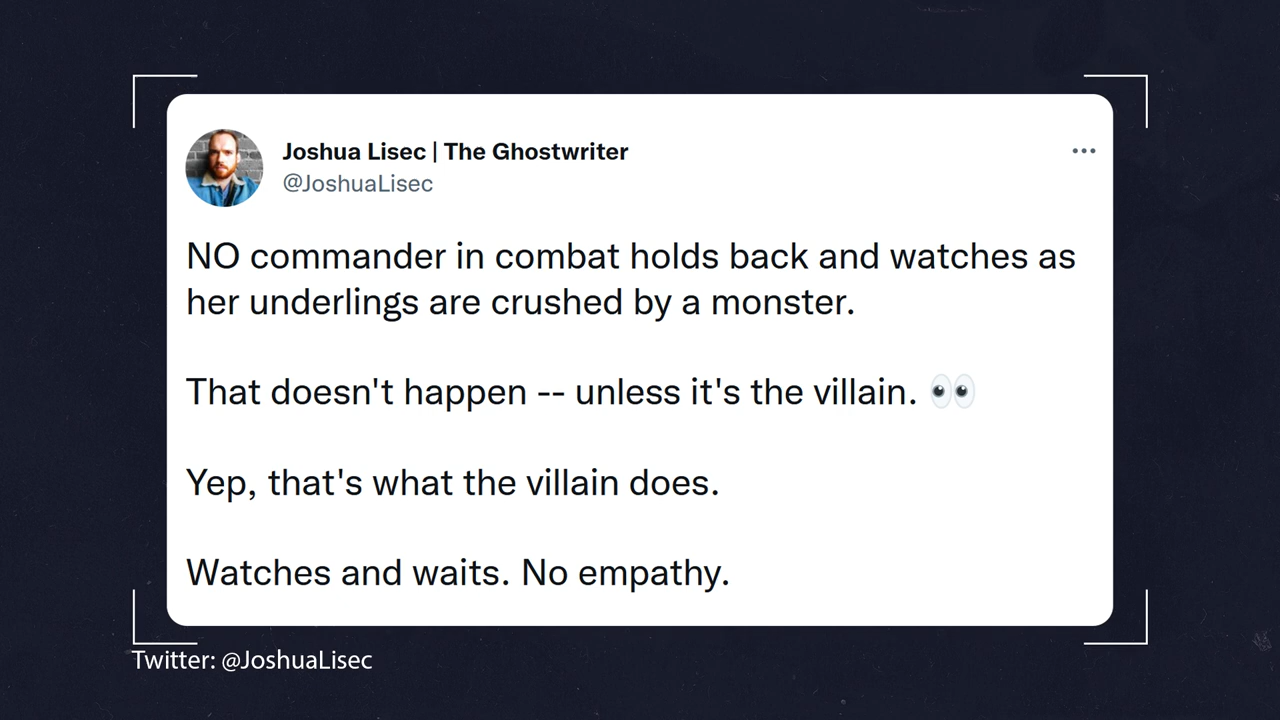 Joshua Lisec | The Ghostwriter
@JoshuaLisec
NO commander in combat holds back and watches as
her underlings are crushed by a monster.
That doesn't happen -- unless it's the villain. 👀
Yep, that's what the villain does.
Watches and waits. No empathy.
Twitter: @JoshuaLisec